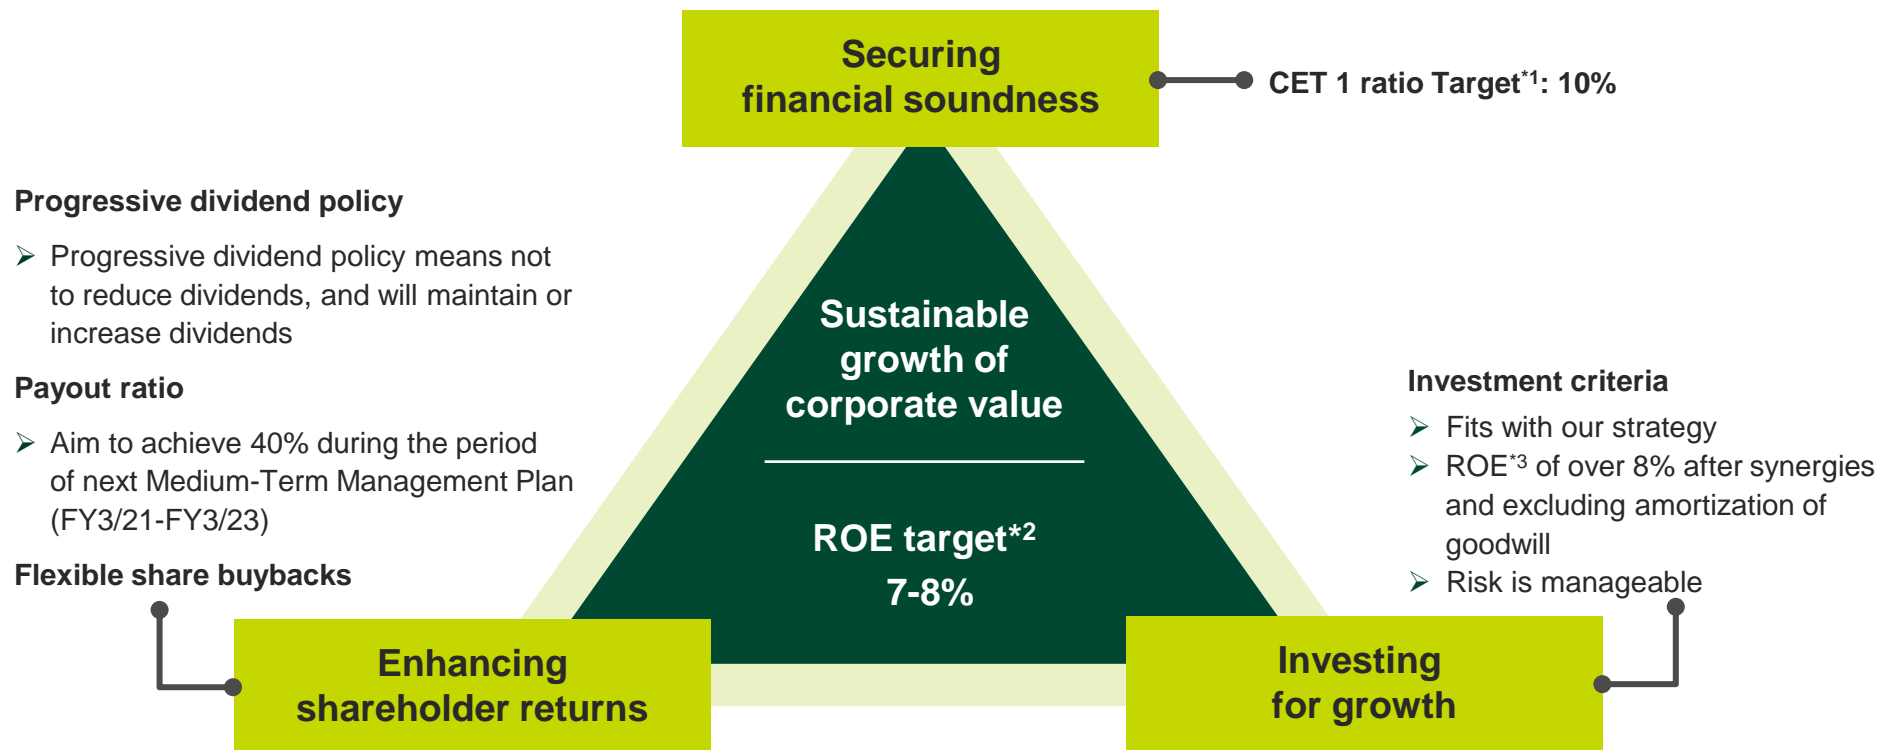 Securing
financial soundness
CET 1 ratio Target*1: 10%
Progressive dividend policy
➢ Progressive dividend policy means not
to reduce dividends, and will maintain or
increase dividends
Payout ratio
➢ Aim to achieve 40% during the period
of next Medium-Term Management Plan
(FY3/21-FY3/23)
Flexible share buybacks
Sustainable
growth of
corporate value
ROE target*2
7-8%
Investment criteria
➢ Fits with our strategy
➢ ROE*3 of over 8% after synergies
and excluding amortization of
goodwill
➢ Risk is manageable
Enhancing
shareholder returns
Investing
for growth